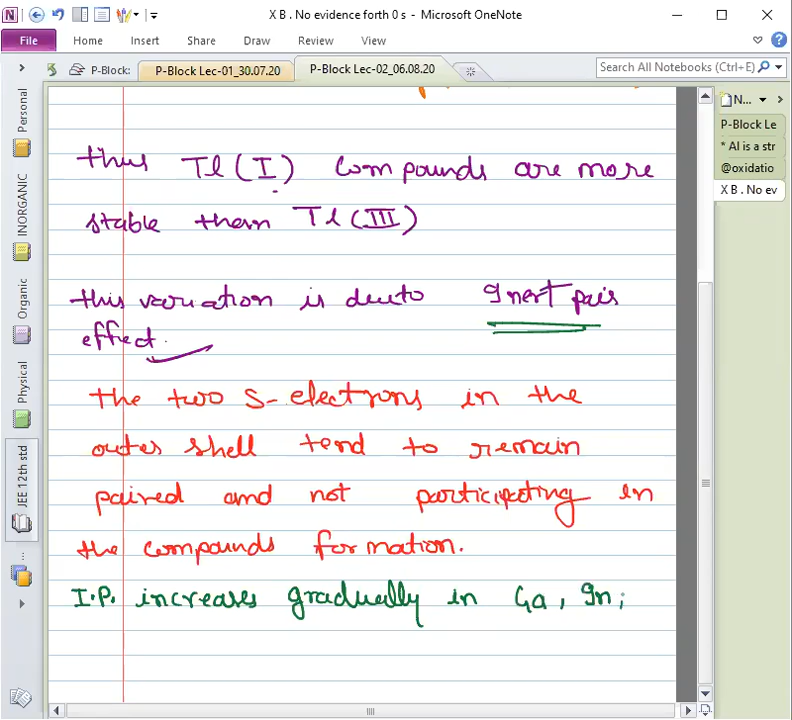 X B . No evidence forth 0 s - Microsoft OneNote
File Home Insert Share Draw Review View
P-Block: P-Block Lec-01_30.07.20 P-Block Lec-02_06.08.20 Search All Notebooks (Ctrl+E)
N...
P-Block Le
* Al is a str
@oxidatio
X B . No ev
Personal
INORGANIC
Organic
Physical
JEE 12th std
thus Tl (I) compounds are more
stable them Tl (III)
this variation is dueto Inert pair
effect.
the two s-electrons in the
outer shell tend to remain
paired and not participating in
the compounds formation.
I.P. increases gradually in Ga, In;